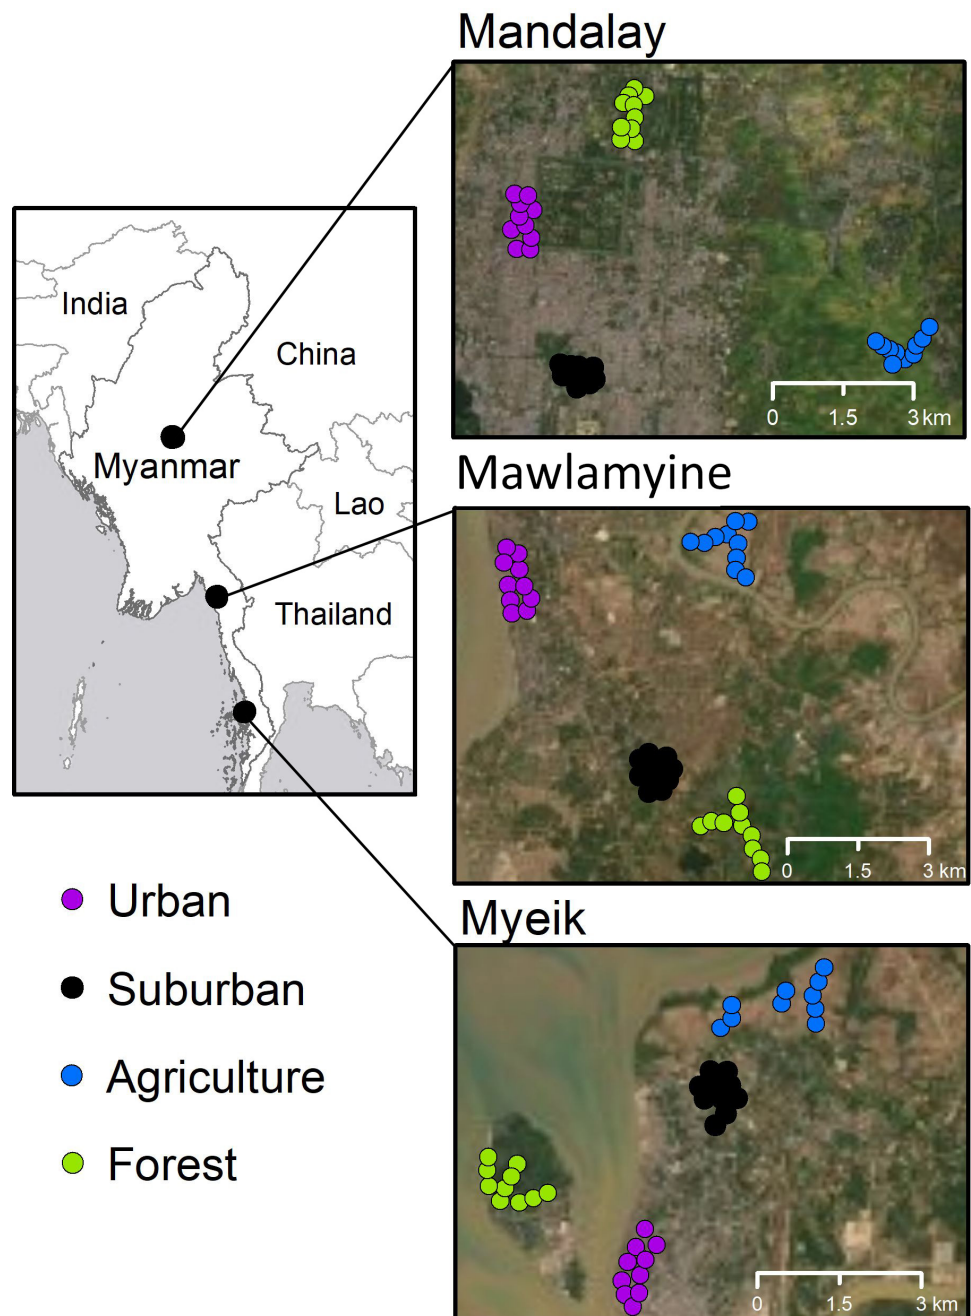 Mandalay
0 1.5 3 km
India
China
Myanmar
Lao
Thailand
Mawlamyine
0 1.5 3 km
Myeik
0 1.5 3 km
Urban
Suburban
Agriculture
Forest